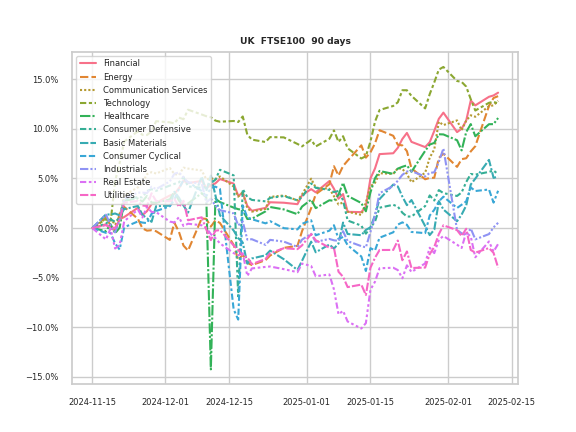 UK  FTSE100  90 days
Financial
Energy
Communication Services
Technology
Healthcare
Consumer Defensive
Basic Materials
Consumer Cyclical
Industrials
Real Estate
Utilities
15.0%
10.0%
5.0%
0.0%
−5.0%
−10.0%
−15.0%
2024-11-15
2024-12-01
2024-12-15
2025-01-01
2025-01-15
2025-02-01
2025-02-15